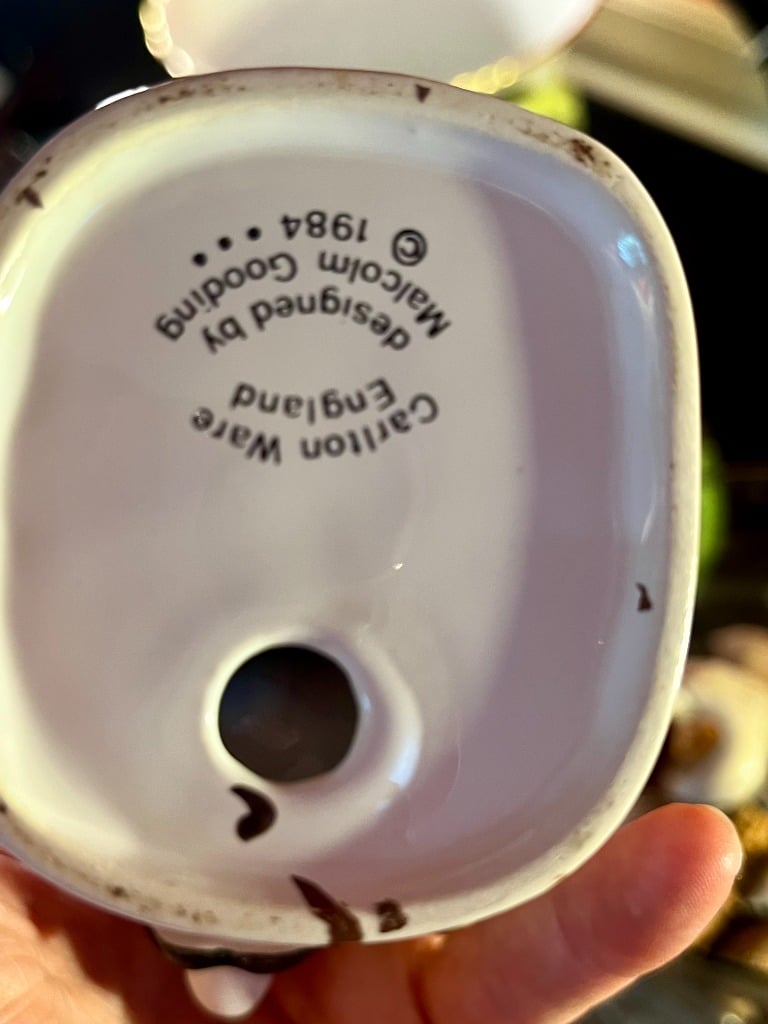 Carlton Ware
England
designed by
Malcolm Gooding
© 1984 • • •